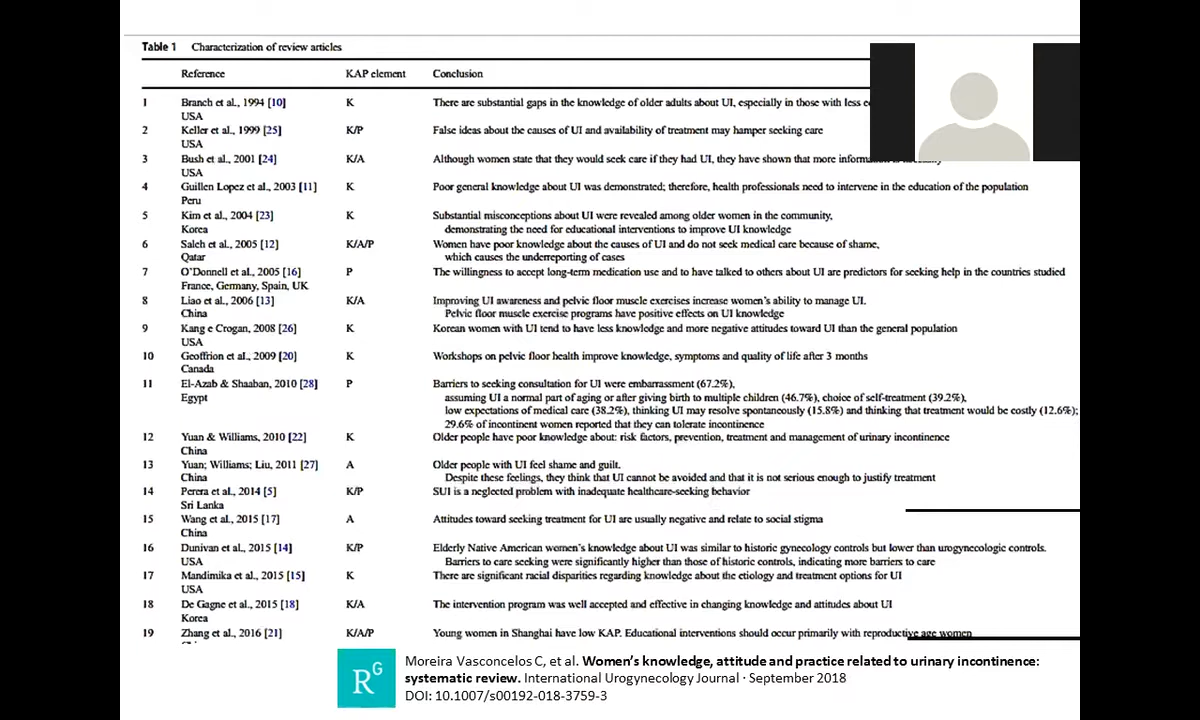 Table 1 Characterization of review articles
Reference KAP element Conclusion
1 Branch et al., 1994 [10] K There are substantial gaps in the knowledge of older adults about UI, especially in those with less
USA
2 Keller et al., 1999 [25] K/P False ideas about the causes of UI and availability of treatment may hamper seeking care
USA
3 Bush et al., 2001 [24] K/A Although women state that they would seek care if they had UI, they have shown that more
USA
4 Guillen Lopez et al., 2003 [11] K Poor general knowledge about UI was demonstrated; therefore, health professionals need to intervene in the education of the population
Peru
5 Kim et al., 2004 [23] K Substantial misconceptions about UI were revealed among older women in the community,
Korea demonstrating the need for educational interventions to improve UI knowledge
6 Saleh et al., 2005 [12] K/A/P Women have poor knowledge about the causes of UI and do not seek medical care because of shame,
Qatar which causes the underreporting of cases
7 O'Donnell et al., 2005 [16] P The willingness to accept long-term medication use and to have talked to others about UI are predictors for seeking help in the countries studied
France, Germany, Spain, UK
8 Liao et al., 2006 [13] K/A Improving UI awareness and pelvic floor muscle exercises increase women's ability to manage UI.
China Pelvic floor muscle exercise programs have positive effects on UI knowledge
9 Kang e Crogan, 2008 [26] K Korean women with UI tend to have less knowledge and more negative attitudes toward UI than the general population
USA
10 Geoffrion et al., 2009 [20] K Workshops on pelvic floor health improve knowledge, symptoms and quality of life after 3 months
Canada
11 El-Azab & Shaaban, 2010 [28] P Barriers to seeking consultation for UI were embarrassment (67.2%),
Egypt assuming UI a normal part of aging or after giving birth to multiple children (46.7%), choice of self-treatment (39.2%),
low expectations of medical care (38.2%), thinking UI may resolve spontaneously (15.8%) and thinking that treatment would be costly (12.6%);
29.6% of incontinent women reported that they can tolerate incontinence
12 Yuan & Williams, 2010 [22] K Older people have poor knowledge about: risk factors, prevention, treatment and management of urinary incontinence
China
13 Yuan; Williams; Liu, 2011 [27] A Older people with UI feel shame and guilt.
China Despite these feelings, they think that UI cannot be avoided and that it is not serious enough to justify treatment
14 Perera et al., 2014 [5] K/P SUI is a neglected problem with inadequate healthcare-seeking behavior
Sri Lanka
15 Wang et al., 2015 [17] A Attitudes toward seeking treatment for UI are usually negative and relate to social stigma
China
16 Dunivan et al., 2015 [14] K/P Elderly Native American women's knowledge about UI was similar to historic gynecology controls but lower than urogynecologic controls.
USA Barriers to care seeking were significantly higher than those of historic controls, indicating more barriers to care
17 Mandimika et al., 2015 [15] K There are significant racial disparities regarding knowledge about the etiology and treatment options for UI
USA
18 De Gagne et al., 2015 [18] K/A The intervention program was well accepted and effective in changing knowledge and attitudes about UI
Korea
19 Zhang et al., 2016 [21] K/A/P Young women in Shanghai have low KAP. Educational interventions should occur primarily with reproductive age women
RG
Moreira Vasconcelos C, et al. Women's knowledge, attitude and practice related to urinary incontinence:
systematic review. International Urogynecology Journal · September 2018
DOI: 10.1007/s00192-018-3759-3